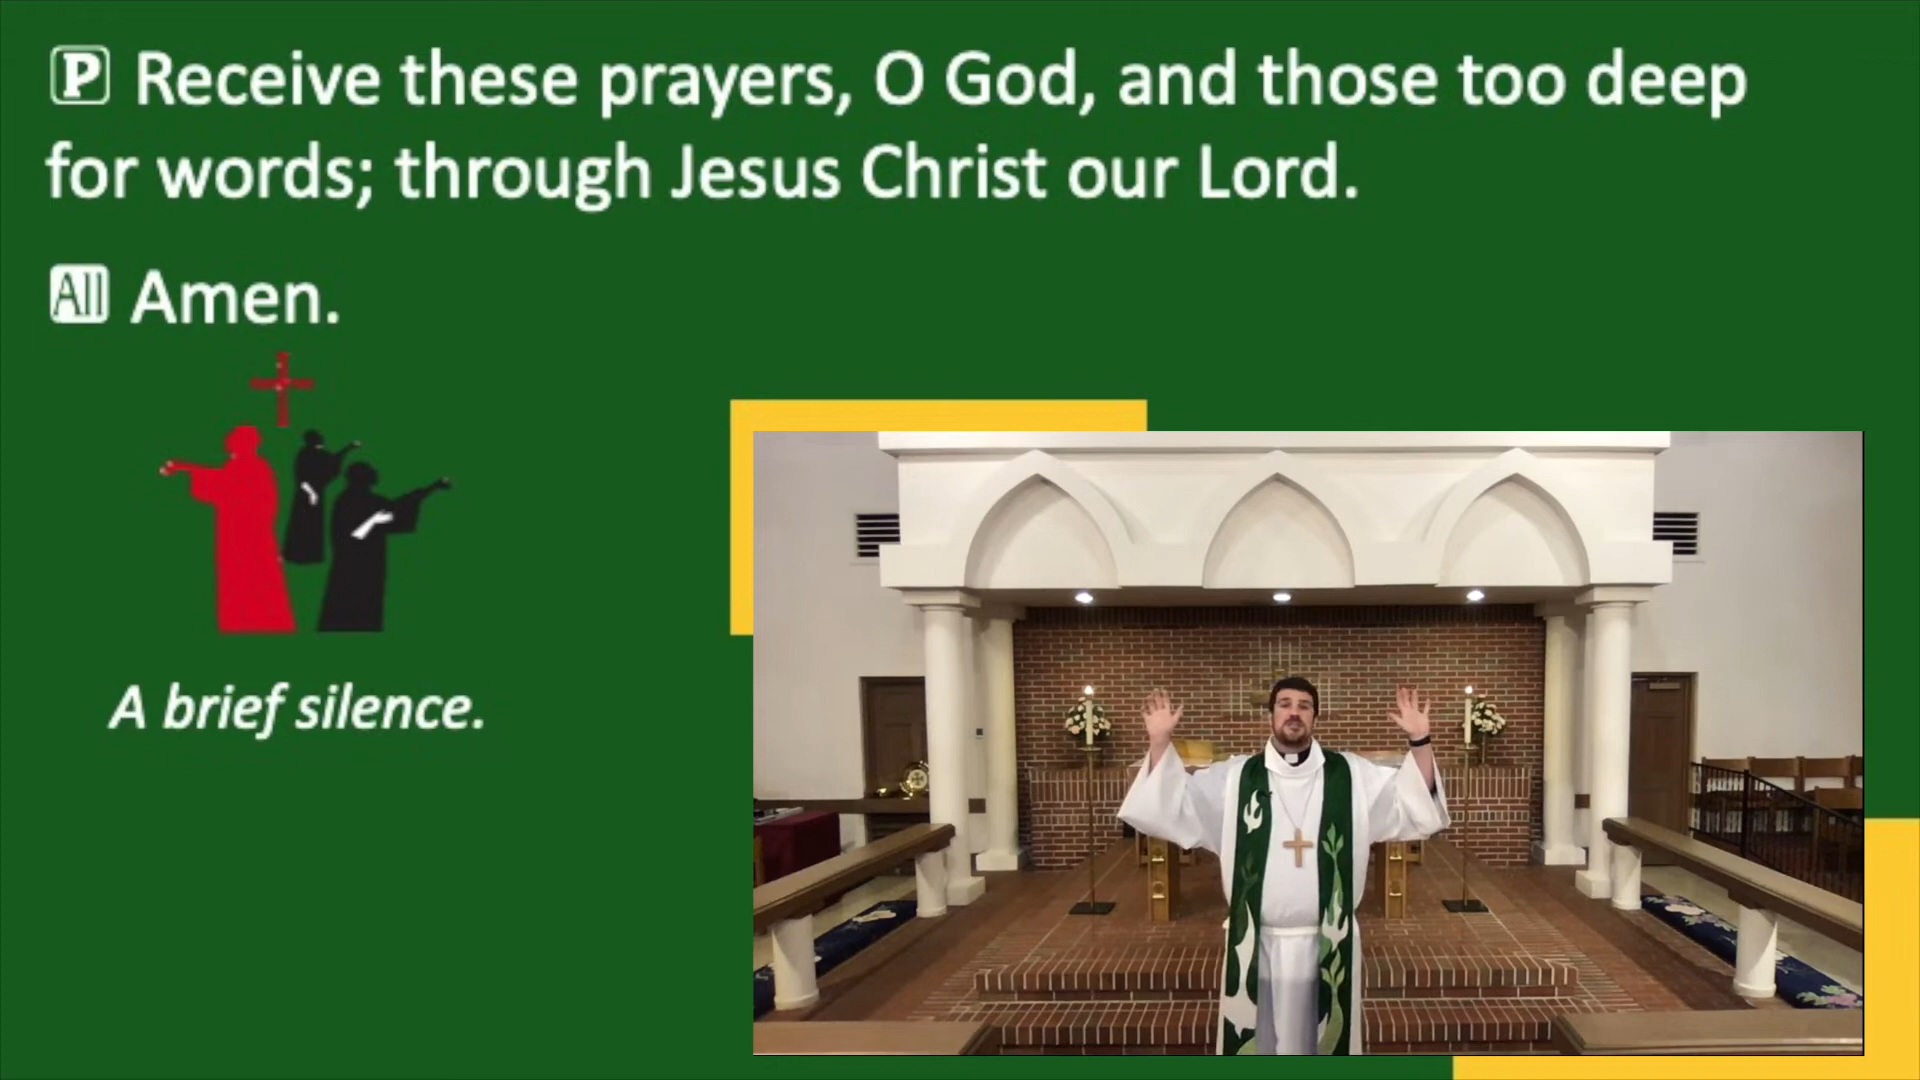 P Receive these prayers, O God, and those too deep
for words; through Jesus Christ our Lord.
All Amen.
A brief silence.